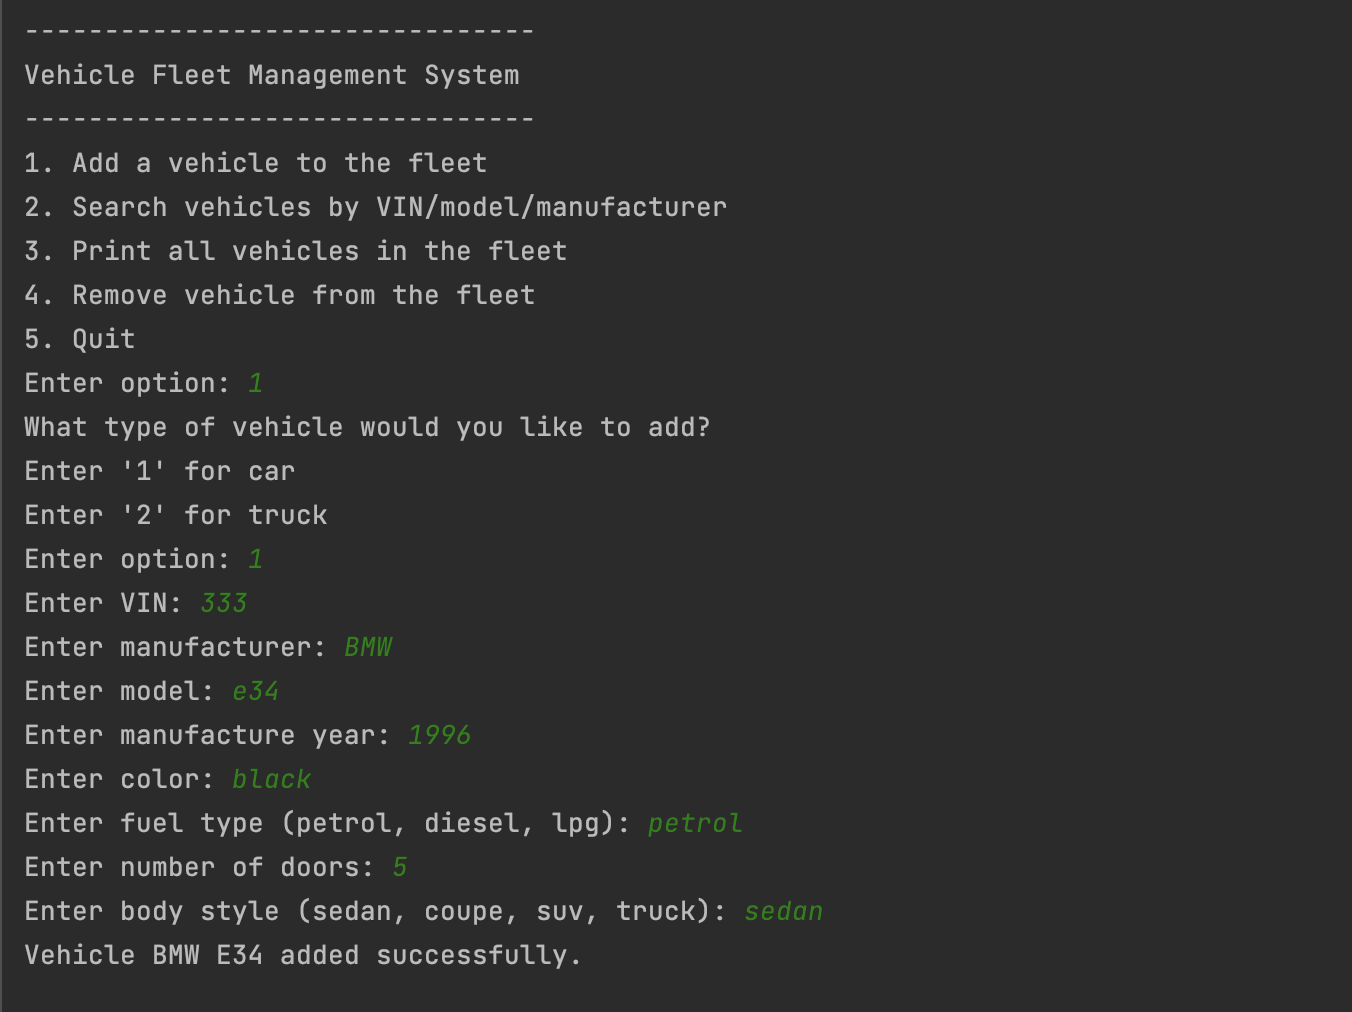 --------------------------------
Vehicle Fleet Management System
--------------------------------
1. Add a vehicle to the fleet
2. Search vehicles by VIN/model/manufacturer
3. Print all vehicles in the fleet
4. Remove vehicle from the fleet
5. Quit
Enter option: 1
What type of vehicle would you like to add?
Enter '1' for car
Enter '2' for truck
Enter option: 1
Enter VIN: 333
Enter manufacturer: BMW
Enter model: e34
Enter manufacture year: 1996
Enter color: black
Enter fuel type (petrol, diesel, lpg): petrol
Enter number of doors: 5
Enter body style (sedan, coupe, suv, truck): sedan
Vehicle BMW E34 added successfully.